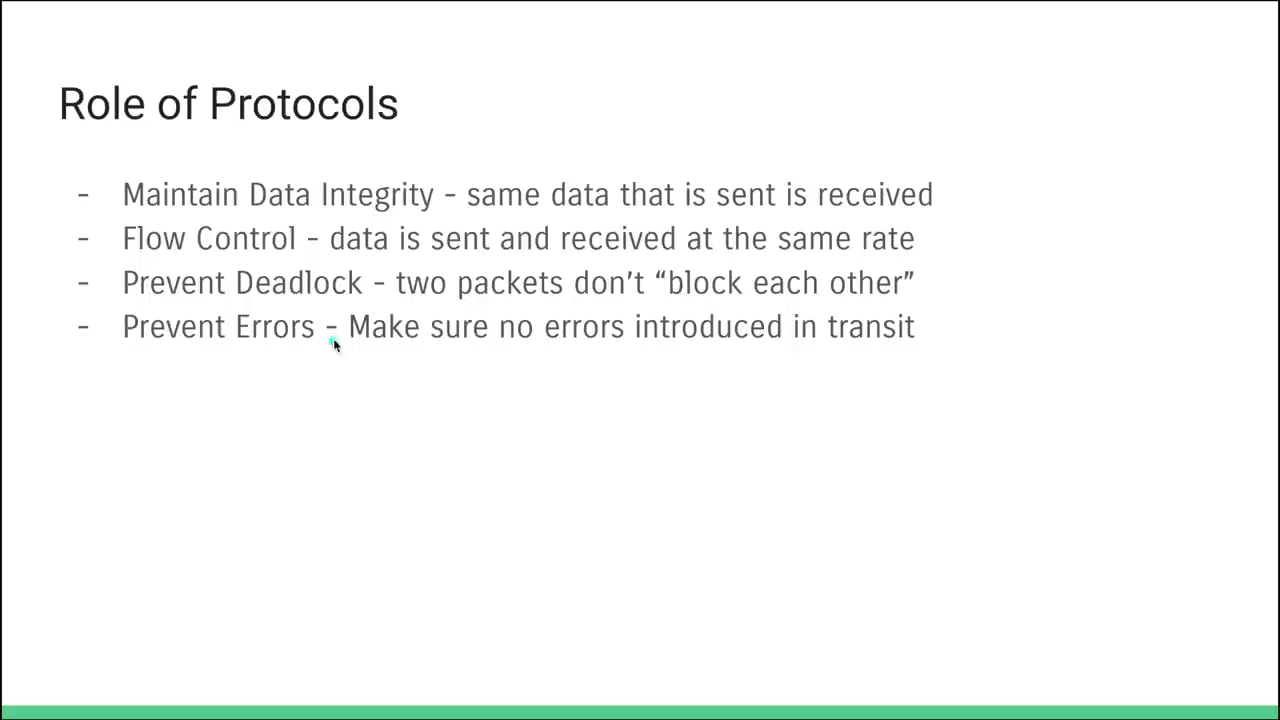 Role of Protocols
- Maintain Data Integrity - same data that is sent is received
- Flow Control - data is sent and received at the same rate
- Prevent Deadlock - two packets don’t “block each other”
- Prevent Errors - Make sure no errors introduced in transit